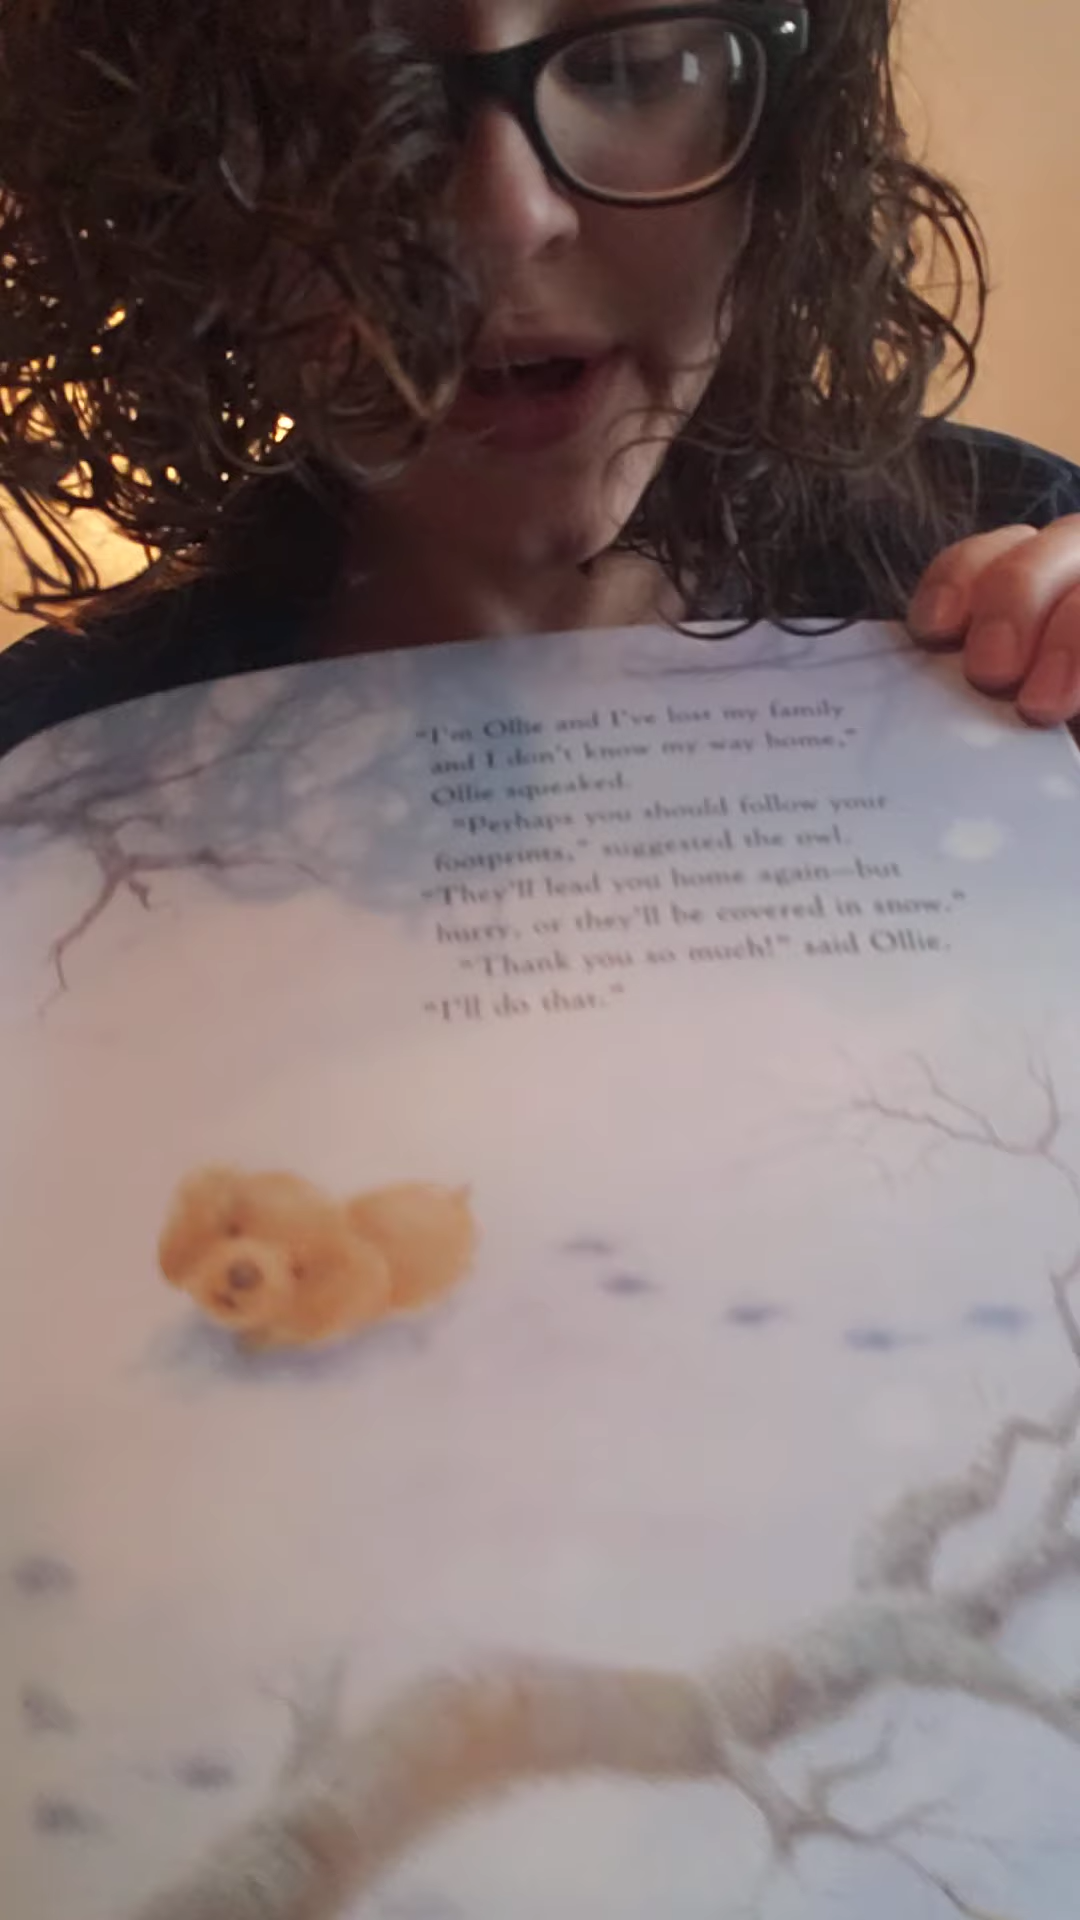 "I'm Ollie and I've lost my family
and I don't know my way home,"
Ollie squeaked.
"Perhaps you should follow your
footprints," suggested the owl.
"They'll lead you home again—but
hurry, or they'll be covered in snow."
"Thank you so much!" said Ollie.
"I'll do that."